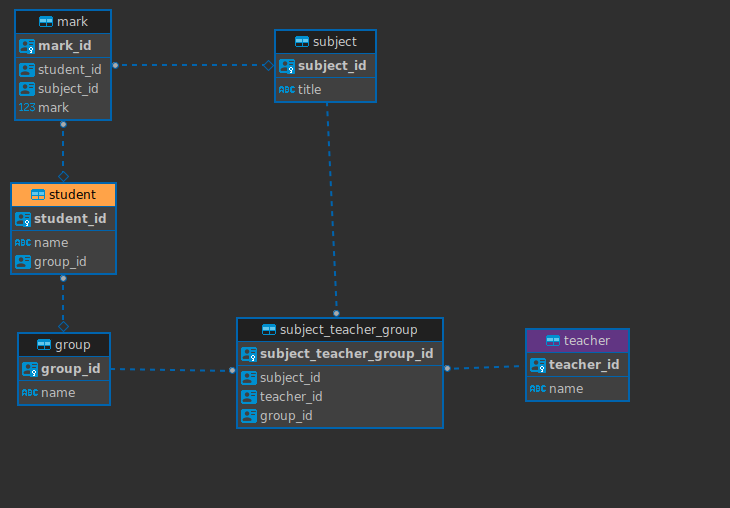 mark
mark_id
student_id
subject_id
123 mark
subject
subject_id
ABC title
student
student_id
ABC name
group_id
group
group_id
ABC name
subject_teacher_group
subject_teacher_group_id
subject_id
teacher_id
group_id
teacher
teacher_id
ABC name